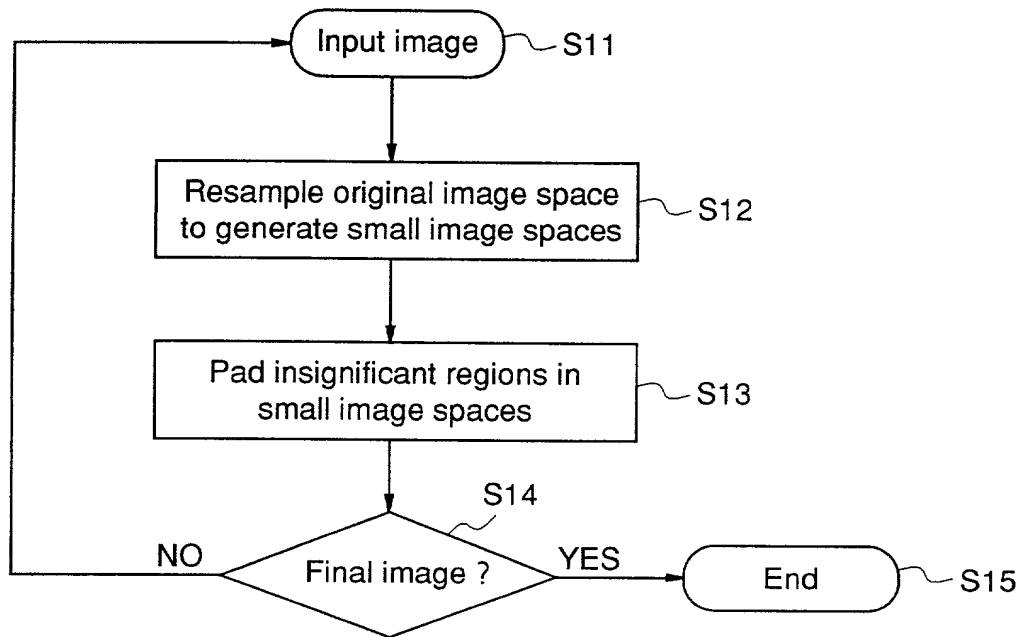 Input image
S11
Resample original image space
to generate small image spaces
S12
Pad insignificant regions in
small image spaces
S13
S14
NO
Final image ?
YES
End
S15